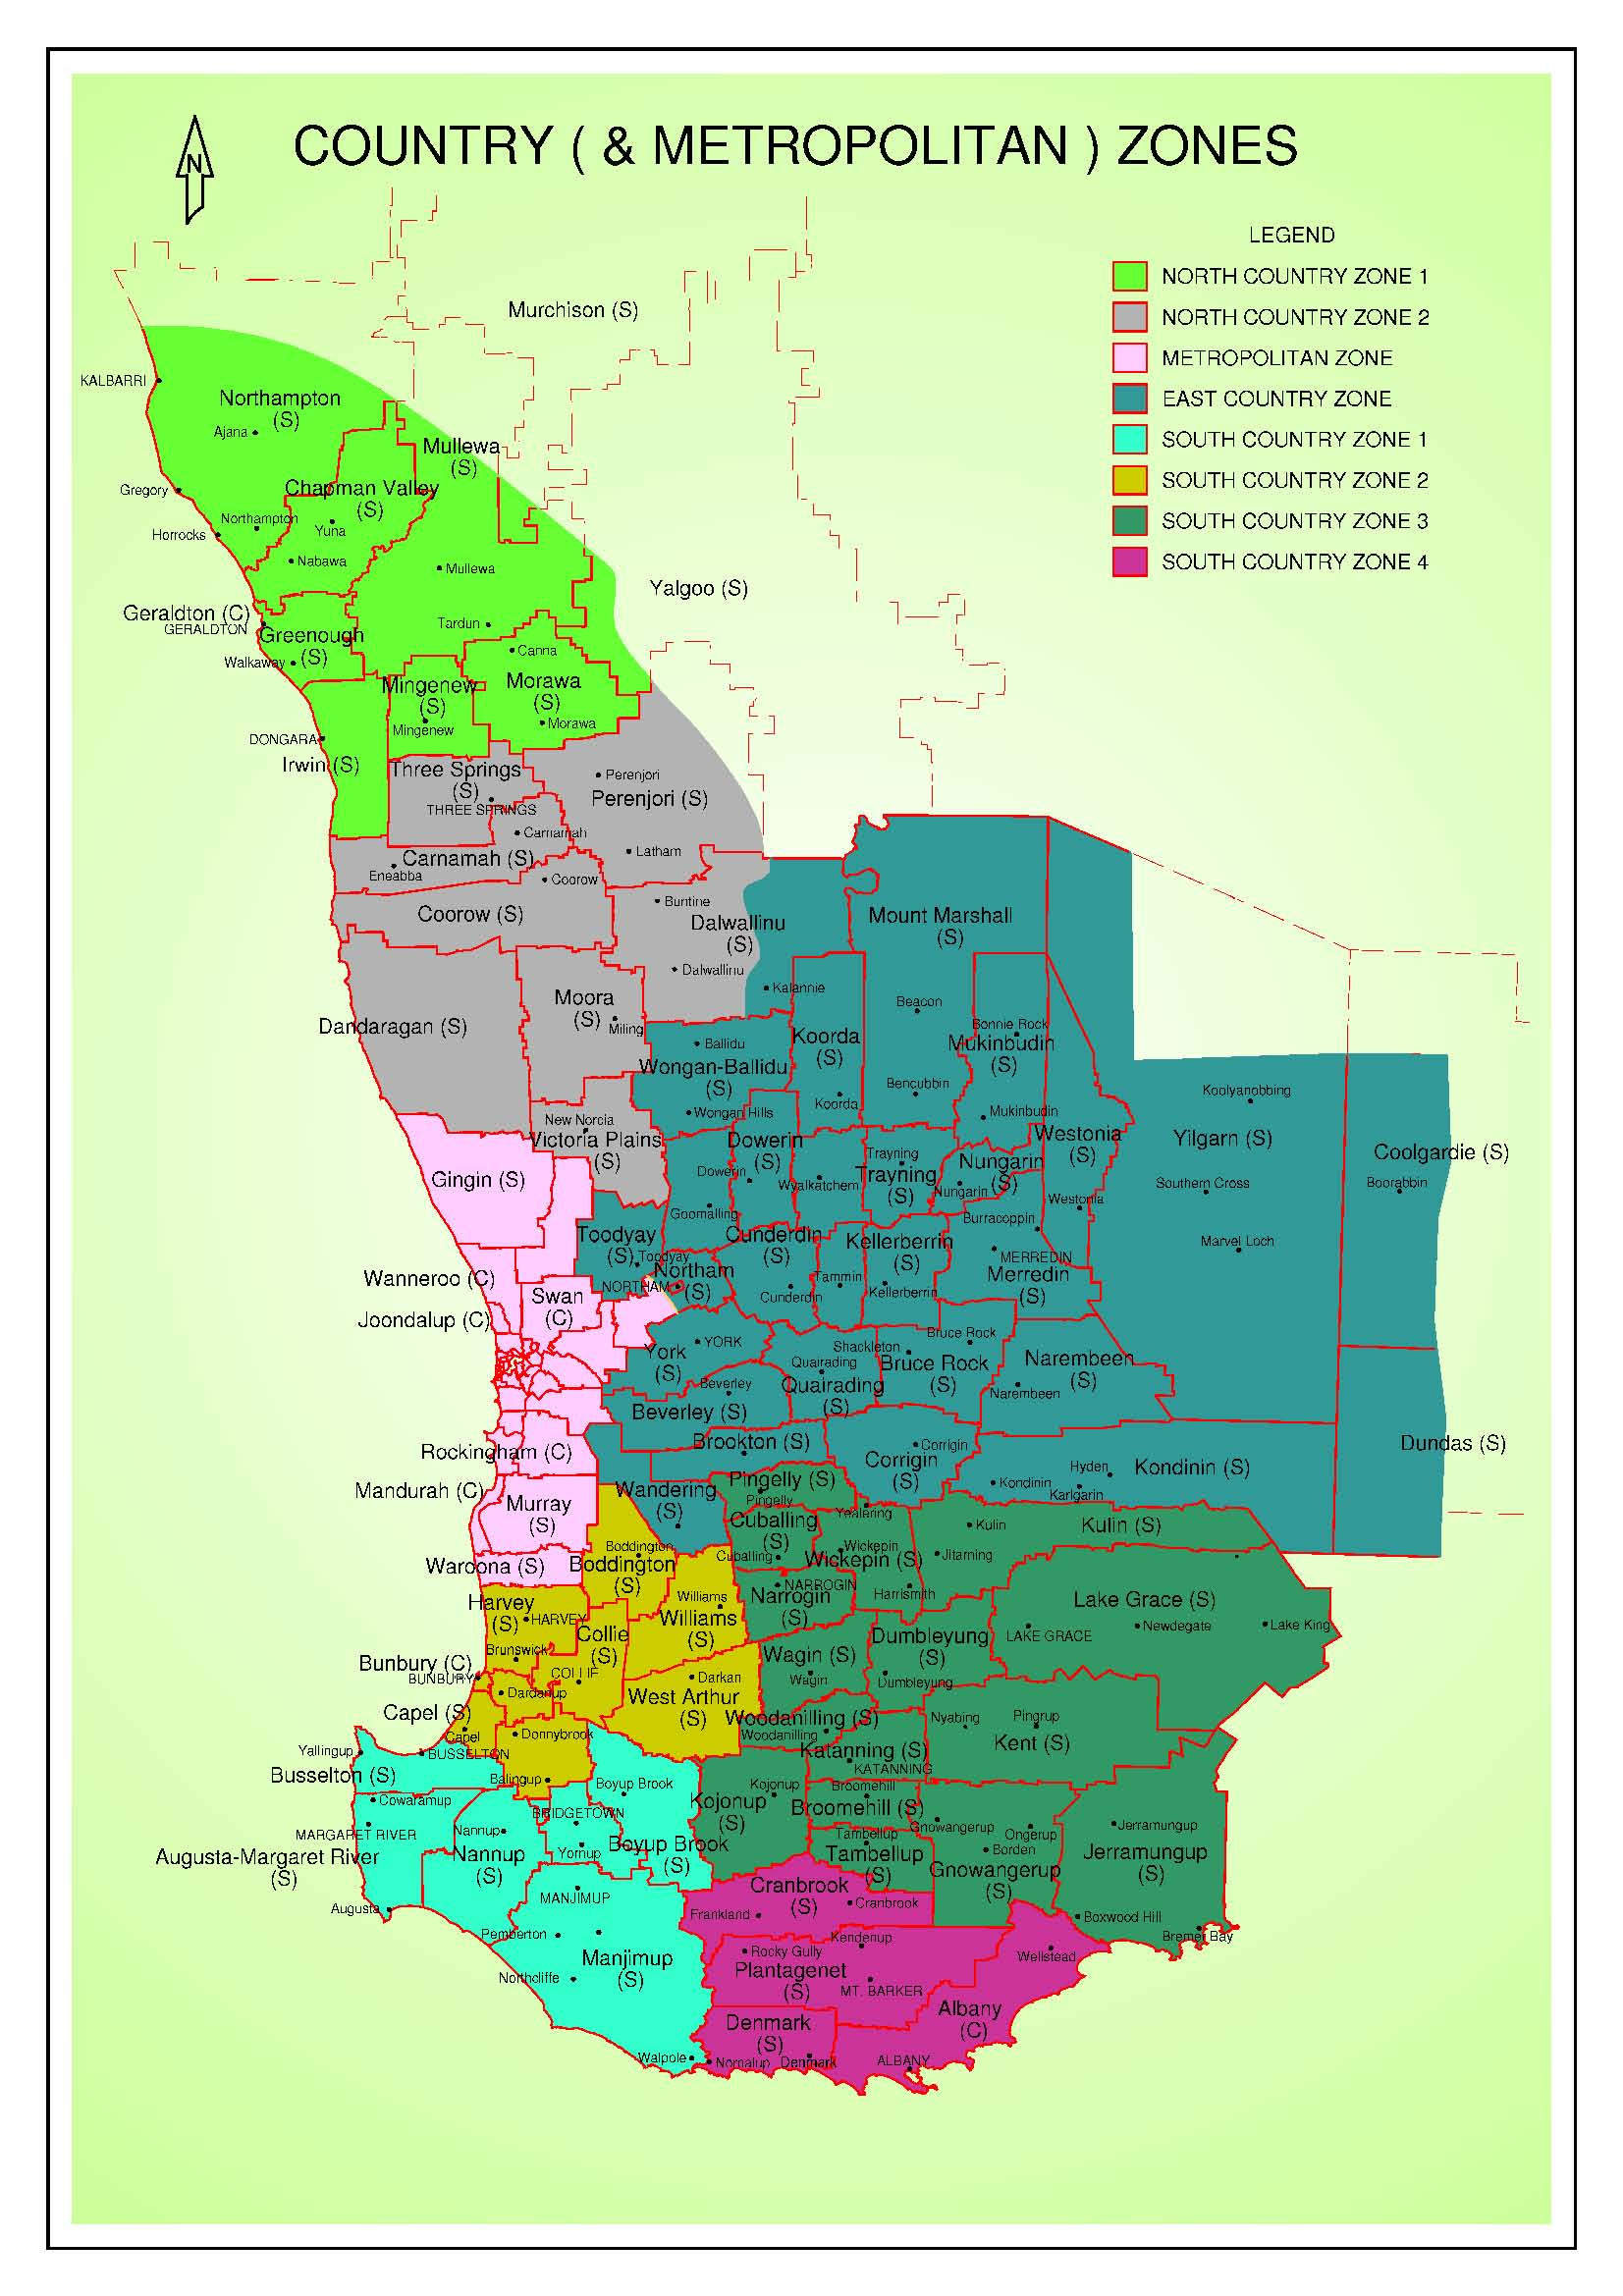 COUNTRY ( & METROPOLITAN ) ZONES
N
LEGEND
NORTH COUNTRY ZONE 1
NORTH COUNTRY ZONE 2
METROPOLITAN ZONE
EAST COUNTRY ZONE
SOUTH COUNTRY ZONE 1
SOUTH COUNTRY ZONE 2
SOUTH COUNTRY ZONE 3
SOUTH COUNTRY ZONE 4
Murchison (S)
KALBARRI
Northampton
(S)
Ajana
Mullewa
(S)
Gregory
Chapman Valley
(S)
Northampton
Yuna
Horrocks
Nabawa
Mullewa
Yalgoo (S)
Geraldton (C)
GERALDTON
Tardun
Greenough
(S)
Walkaway
Canna
Mingenew
(S)
Mingenew
Morawa
(S)
Morawa
DONGARA
Irwin (S)
Three Springs
(S)
THREE SPRINGS
Perenjori
Perenjori (S)
Carnamah
Carnamah (S)
Eneabba
Latham
Coorow
Coorow (S)
Buntine
Dalwallinu
(S)
Dalwallinu
Mount Marshall
(S)
Kalannie
Moora
(S)
Miling
Dandaragan (S)
Beacon
Bonnie Rock
Mukinbudin
(S)
Ballidu
Koorda
(S)
Wongan-Ballidu
(S)
Bencubbin
Koorda
Koolyanobbing
Wongan Hills
Mukinbudin
New Norcia
Victoria Plains
(S)
Dowerin
(S)
Dowerin
Westonia
(S)
Yilgarn (S)
Coolgardie (S)
Trayning
Trayning
(S)
Nungarin
(S)
Nungarin
Wyalkatchem
Gingin (S)
Southern Cross
Boorabbin
Westonia
Goomalling
Burracoppin
Toodyay
(S)
Toodyay
Cunderdin
(S)
Kellerberrin
(S)
Marvel Loch
MERREDIN
Merredin
(S)
Wanneroo (C)
Northam
(S)
NORTHAM
Tammin
Cunderdin
Kellerberrin
Swan
(C)
Joondalup (C)
YORK
York
(S)
Bruce Rock
Shackleton
Bruce Rock
(S)
Quairading
Quairading
(S)
Narembeen
(S)
Narembeen
Beverley
Beverley (S)
Rockingham (C)
Brookton (S)
Corrigin
Corrigin
(S)
Dundas (S)
Hyden
Kondinin (S)
Kondinin
Karlgarin
Mandurah (C)
Murray
(S)
Wandering
(S)
Pingelly (S)
Pingelly
Yealering
Cuballing
(S)
Cuballing
Kulin
Kulin (S)
Waroona (S)
Boddington
Boddington
(S)
Wickepin
Wickepin (S)
Jitarning
Harrismith
NARROGIN
Narrogin
(S)
Harvey
(S)
HARVEY
Williams
Williams
(S)
Lake Grace (S)
LAKE GRACE
Newdegate
Lake King
Collie
(S)
Brunswick
Bunbury (C)
BUNBURY
COLLIE
Dumbleyung
(S)
Dumbleyung
Wagin (S)
Wagin
Dardanup
Darkan
West Arthur
(S)
Capel (S)
Capel
Donnybrook
Woodanilling (S)
Woodanilling
Nyabing
Pingrup
Kent (S)
Yallingup
BUSSELTON
Busselton (S)
Katanning (S)
KATANNING
Balingup
Boyup Brook
Kojonup
Kojonup
(S)
Broomehill
Broomehill (S)
Cowaramup
BRIDGETOWN
MARGARET RIVER
Augusta-Margaret River
(S)
Nannup
Nannup
(S)
Yornup
Boyup Brook
(S)
Tambellup
Tambellup
(S)
Gnowangerup
Ongerup
Borden
Gnowangerup
(S)
Jerramungup
Jerramungup
(S)
Augusta
MANJIMUP
Cranbrook
(S)
Cranbrook
Frankland
Boxwood Hill
Bremer Bay
Pemberton
Manjimup
(S)
Northcliffe
Rocky Gully
Kendenup
Plantagenet
(S)
MT. BARKER
Wellstead
Albany
(C)
Denmark
(S)
Walpole
Nornalup
Denmark
ALBANY